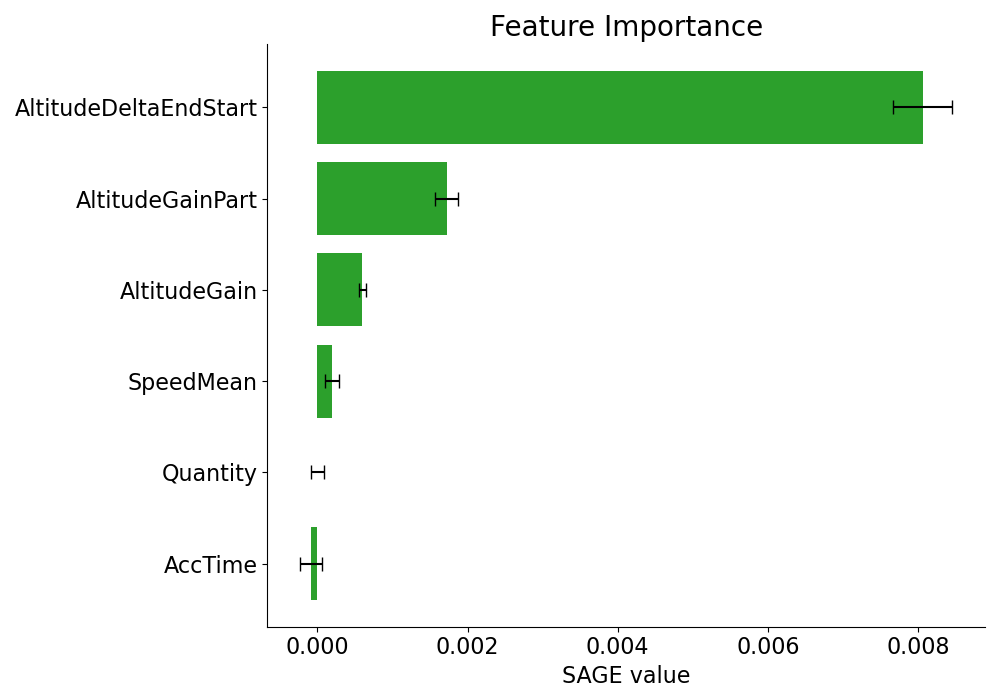 Feature Importance
AltitudeDeltaEndStart
AltitudeGainPart
AltitudeGain
SpeedMean
Quantity
AccTime
0.000 0.002 0.004 0.006 0.008
SAGE value